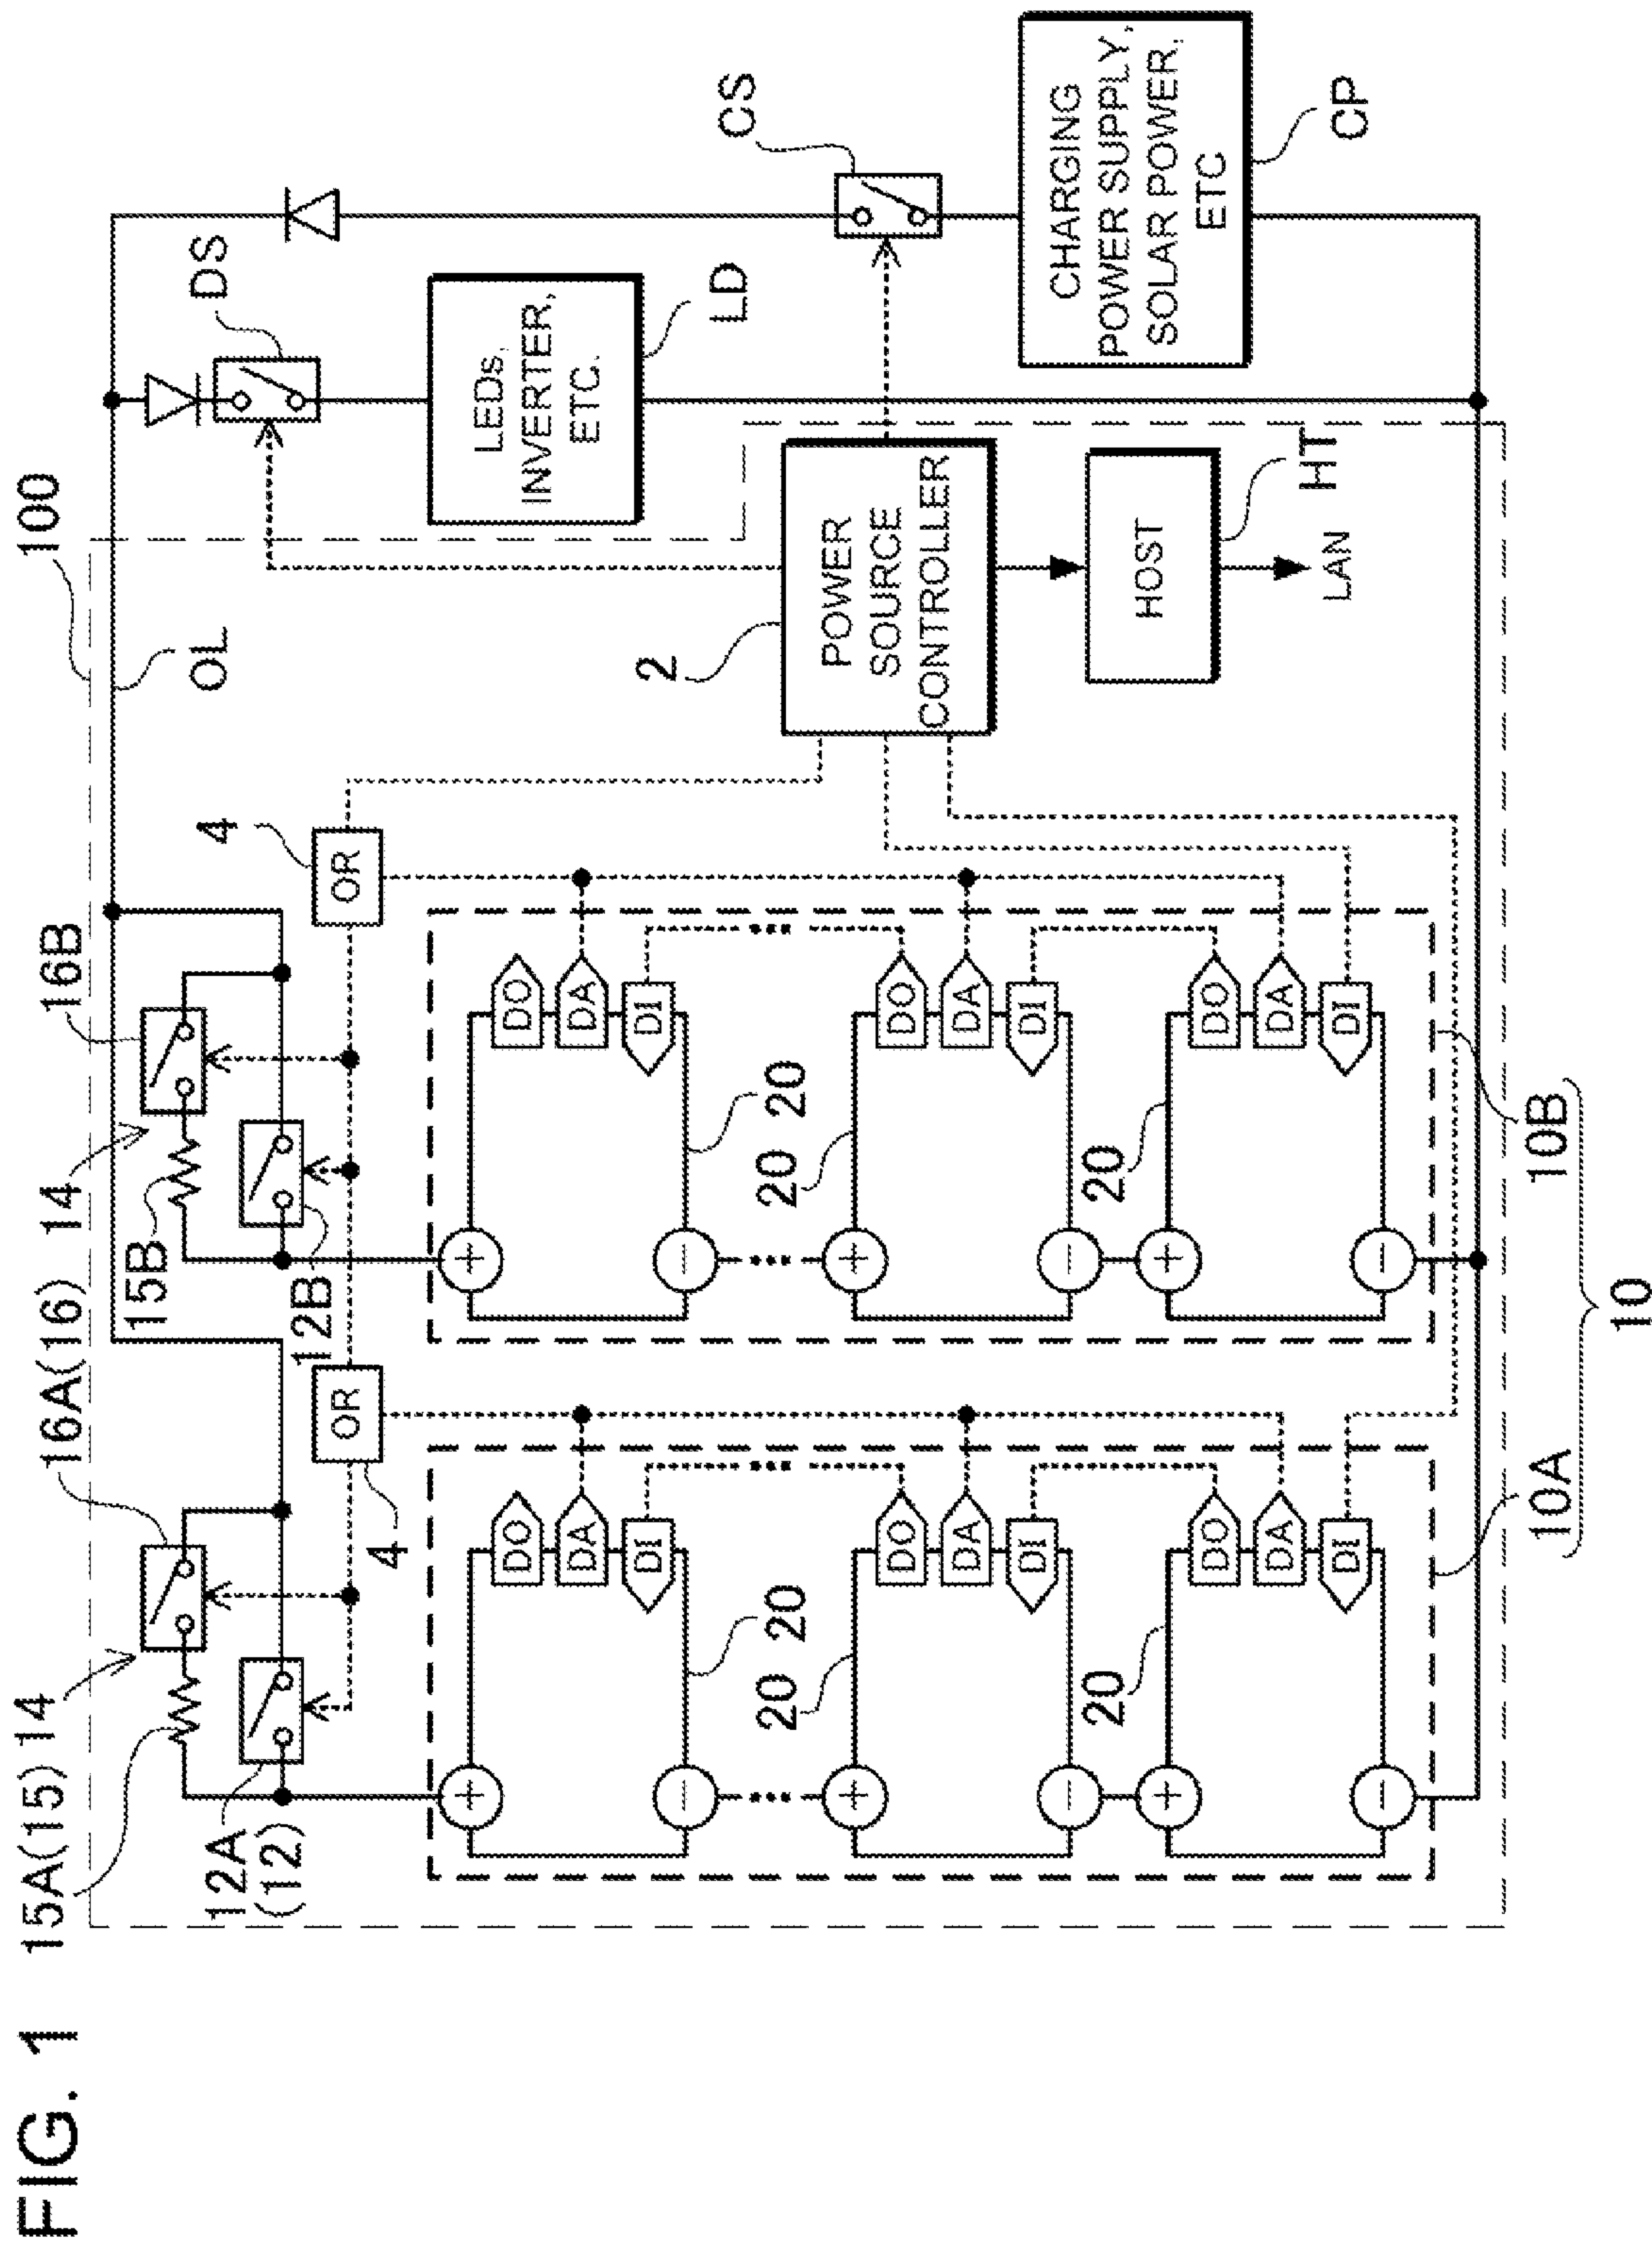 FIG. 1
100
OL
15A(15)
14
16A(16)
14
16B
15B
12A
(12)
12B
4
OR
4
OR
DS
LEDs,
INVERTER,
ETC.
LD
CS
CHARGING
POWER SUPPLY,
SOLAR POWER,
ETC
CP
2
POWER
SOURCE
CONTROLLER
HOST
HT
LAN
+
DO
DA
DI
−
20
+
DO
DA
DI
−
20
+
DO
DA
DI
−
20
+
DO
DA
DI
−
20
+
DO
DA
DI
−
20
+
DO
DA
DI
−
20
10A
10B
10